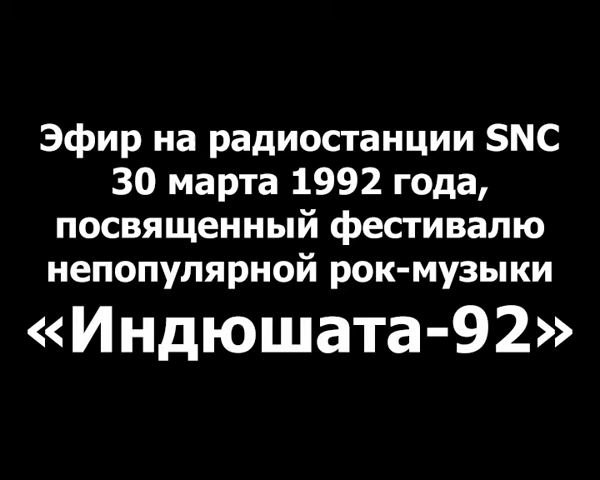 Эфир на радиостанции SNC
30 марта 1992 года,
посвященный фестивалю
непопулярной рок-музыки
«Индюшата-92»